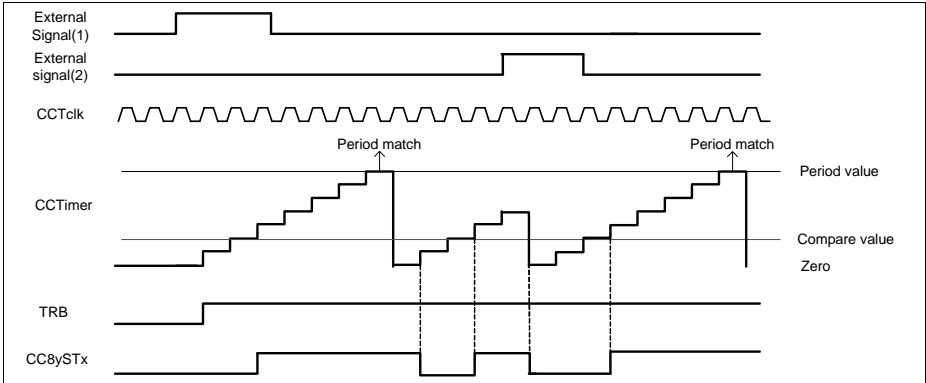 External
Signal(1)
External
signal(2)
CCTclk
Period match
Period match
Period value
CCTimer
Compare value
Zero
TRB
CC8ySTx